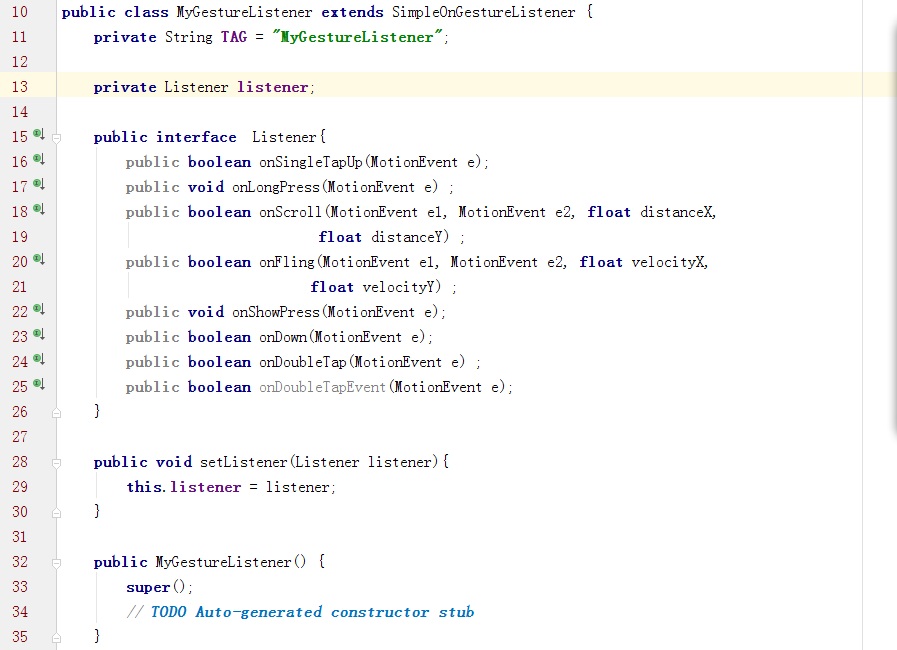 10 public class MyGestureListener extends SimpleOnGestureListener {
11     private String TAG = "MyGestureListener";
12
13     private Listener listener;
14
15     public interface  Listener{
16         public boolean onSingleTapUp(MotionEvent e);
17         public void onLongPress(MotionEvent e) ;
18         public boolean onScroll(MotionEvent e1, MotionEvent e2, float distanceX,
19                                 float distanceY) ;
20         public boolean onFling(MotionEvent e1, MotionEvent e2, float velocityX,
21                                float velocityY) ;
22         public void onShowPress(MotionEvent e);
23         public boolean onDown(MotionEvent e);
24         public boolean onDoubleTap(MotionEvent e) ;
25         public boolean onDoubleTapEvent(MotionEvent e);
26     }
27
28     public void setListener(Listener listener){
29         this.listener = listener;
30     }
31
32     public MyGestureListener() {
33         super();
34         // TODO Auto-generated constructor stub
35     }